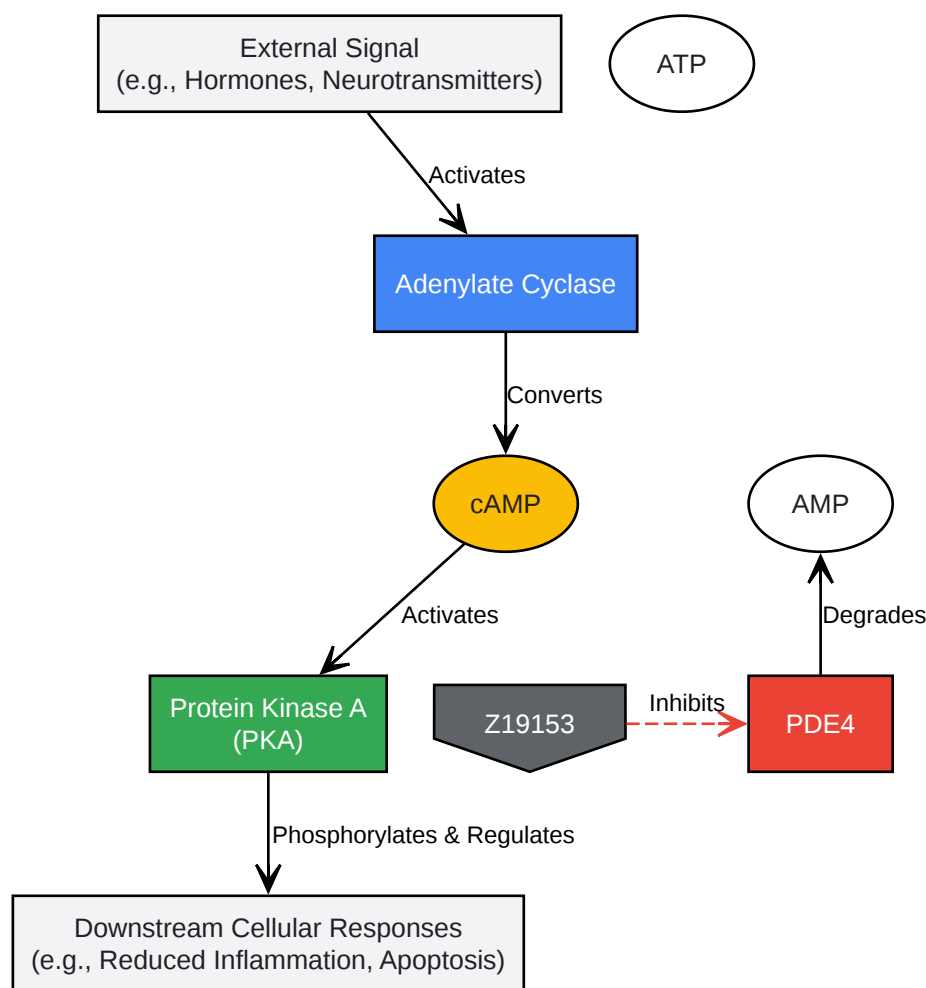 External Signal
(e.g., Hormones, Neurotransmitters)
ATP
Activates
Adenylate Cyclase
Converts
cAMP
AMP
Activates
Degrades
Protein Kinase A
(PKA)
Z19153
Inhibits
PDE4
Phosphorylates & Regulates
Downstream Cellular Responses
(e.g., Reduced Inflammation, Apoptosis)